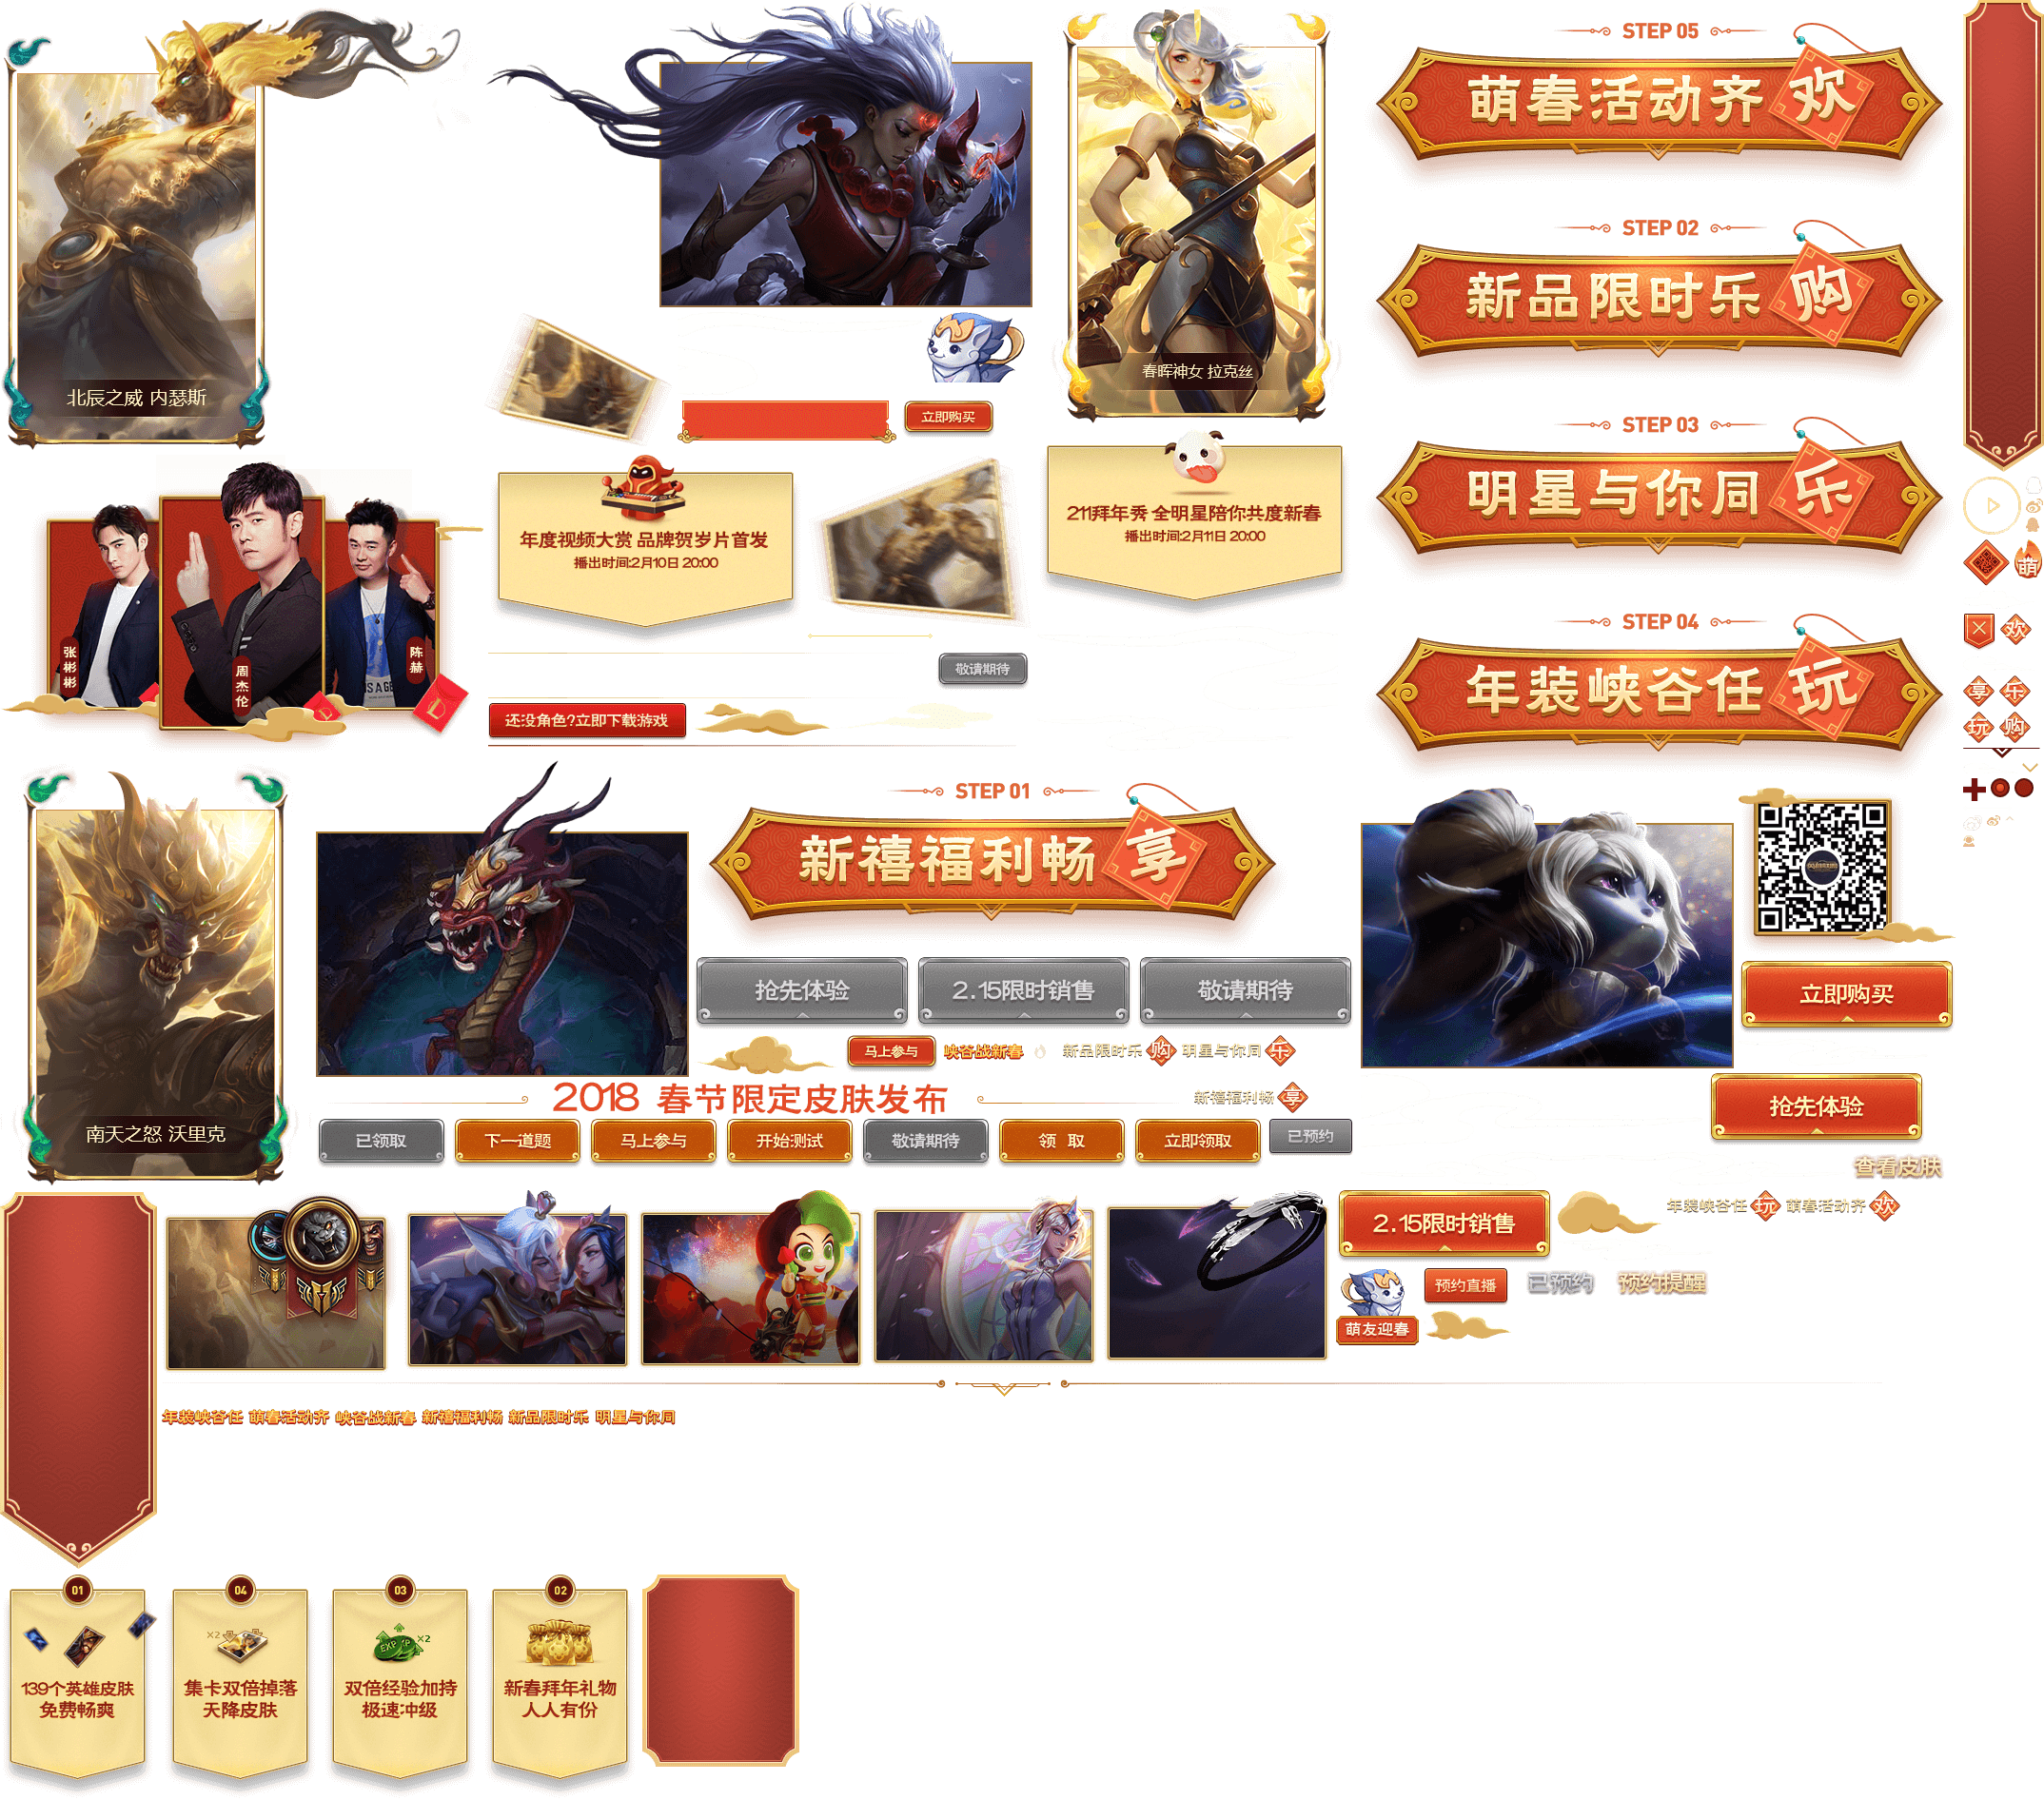 STEP 05
萌春活动齐欢
北辰之威 内瑟斯
春晖神女 拉克丝
STEP 02
新品限时乐购
立即购买
STEP 03
明星与你同乐
年度视频大赏 品牌贺岁片首发
播出时间:2月10日 20:00
211拜年秀 全明星陪你共度新春
播出时间:2月11日 20:00
萌
张彬彬
周杰伦
陈赫
敬请期待
STEP 04
年装峡谷任玩
欢
享 乐
玩 购
还没角色?立即下载游戏
STEP 01
新禧福利畅享
抢先体验
2.15限时销售
敬请期待
立即购买
马上参与
峡谷战新春
新品限时乐购
明星与你同乐
2018 春节限定皮肤发布
新禧福利畅享
抢先体验
南天之怒 沃里克
已领取
下一道题
马上参与
开始测试
敬请期待
领 取
立即领取
已预约
查看皮肤
2.15限时销售
年装峡谷任玩
萌春活动齐欢
预约直播
已预约
预约提醒
萌友迎春
年装峡谷任 萌春活动齐 峡谷战新春 新禧福利畅 新品限时乐 明星与你同
01
139个英雄皮肤
免费畅爽
04
×2
集卡双倍掉落
天降皮肤
03
EXP
×2
双倍经验加持
极速冲级
02
新春拜年礼物
人人有份